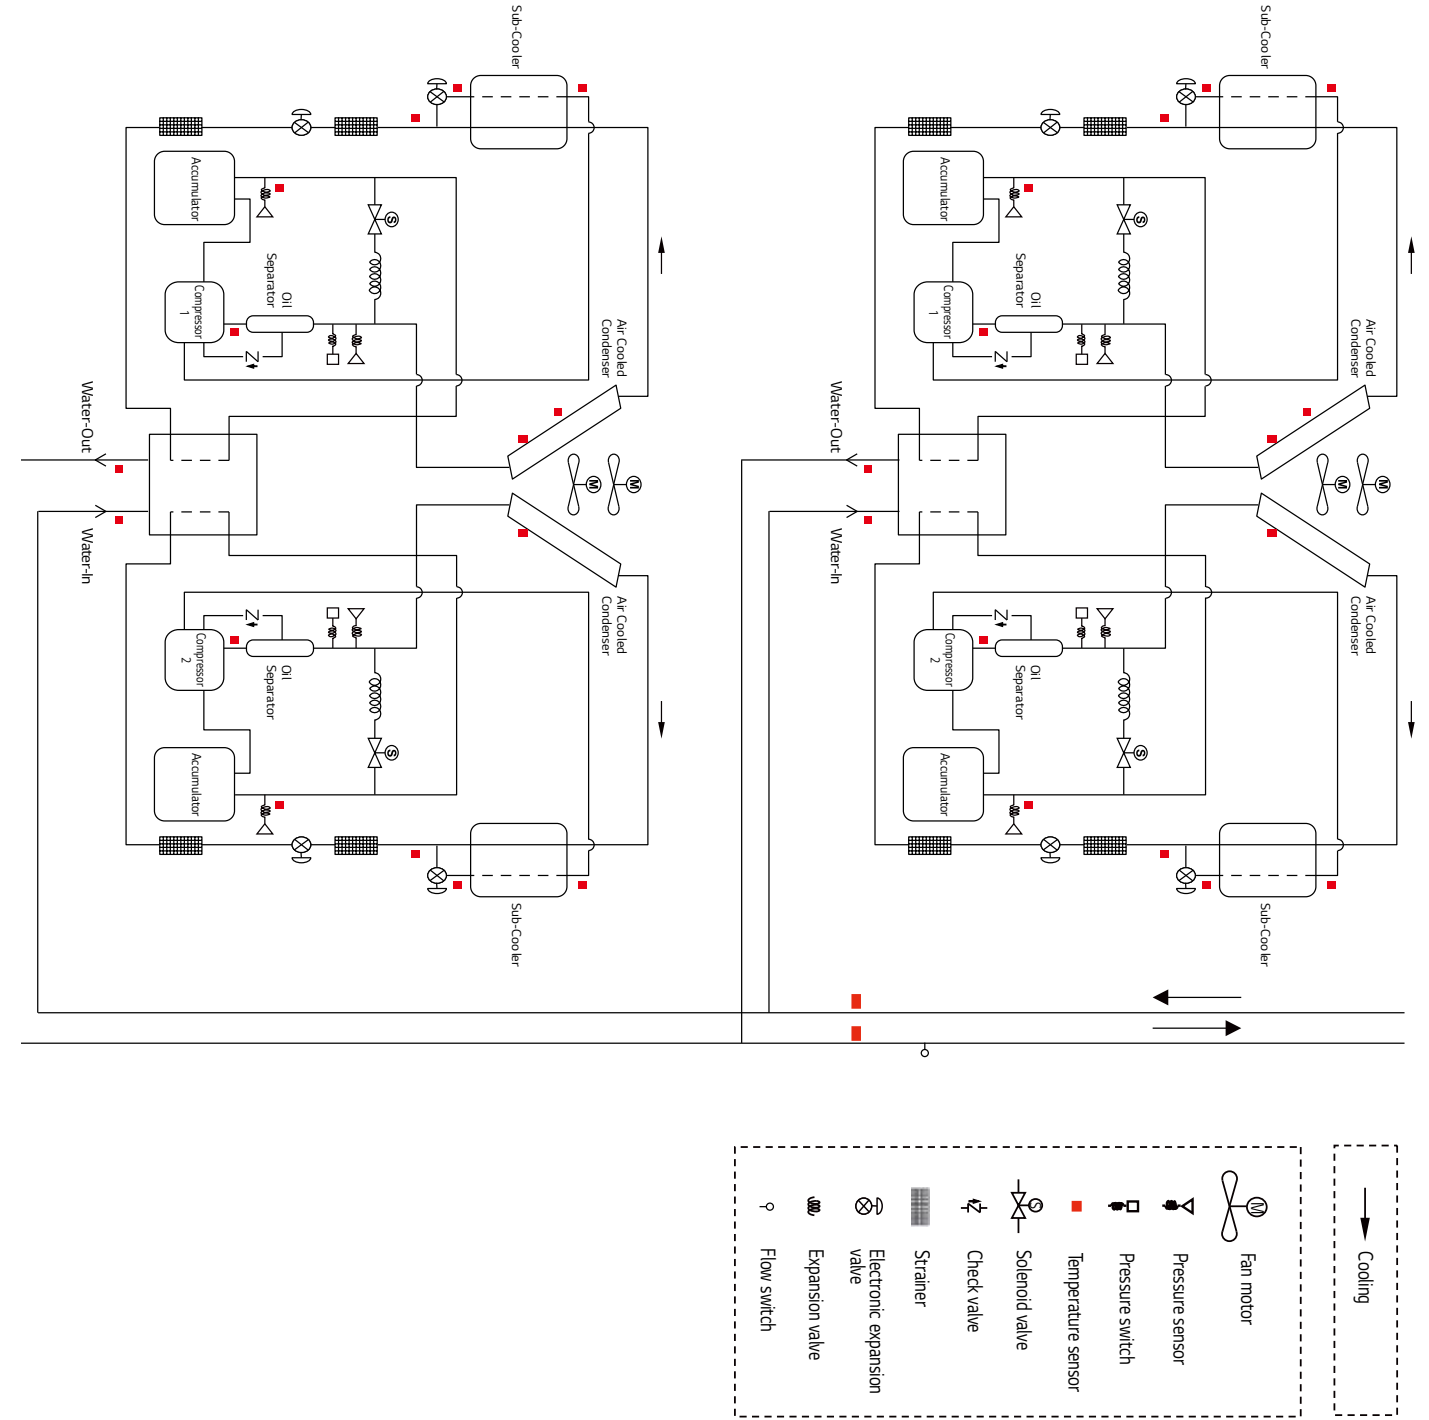 Sub-Cooler
Sub-Cooler
Accumulator
Accumulator
Oil
Separator
Oil
Separator
Compressor
1
Compressor
1
S
S
Air Cooled
Condenser
Air Cooled
Condenser
Water-Out
Water-Out
M
M
M
M
Water-In
Water-In
Air Cooled
Condenser
Air Cooled
Condenser
Compressor
2
Compressor
2
Oil
Separator
Oil
Separator
S
S
Accumulator
Accumulator
Sub-Cooler
Sub-Cooler
Cooling
M
Fan motor
Pressure sensor
Pressure switch
Temperature sensor
S
Solenoid valve
Check valve
Strainer
Electronic expansion
valve
Expansion valve
Flow switch